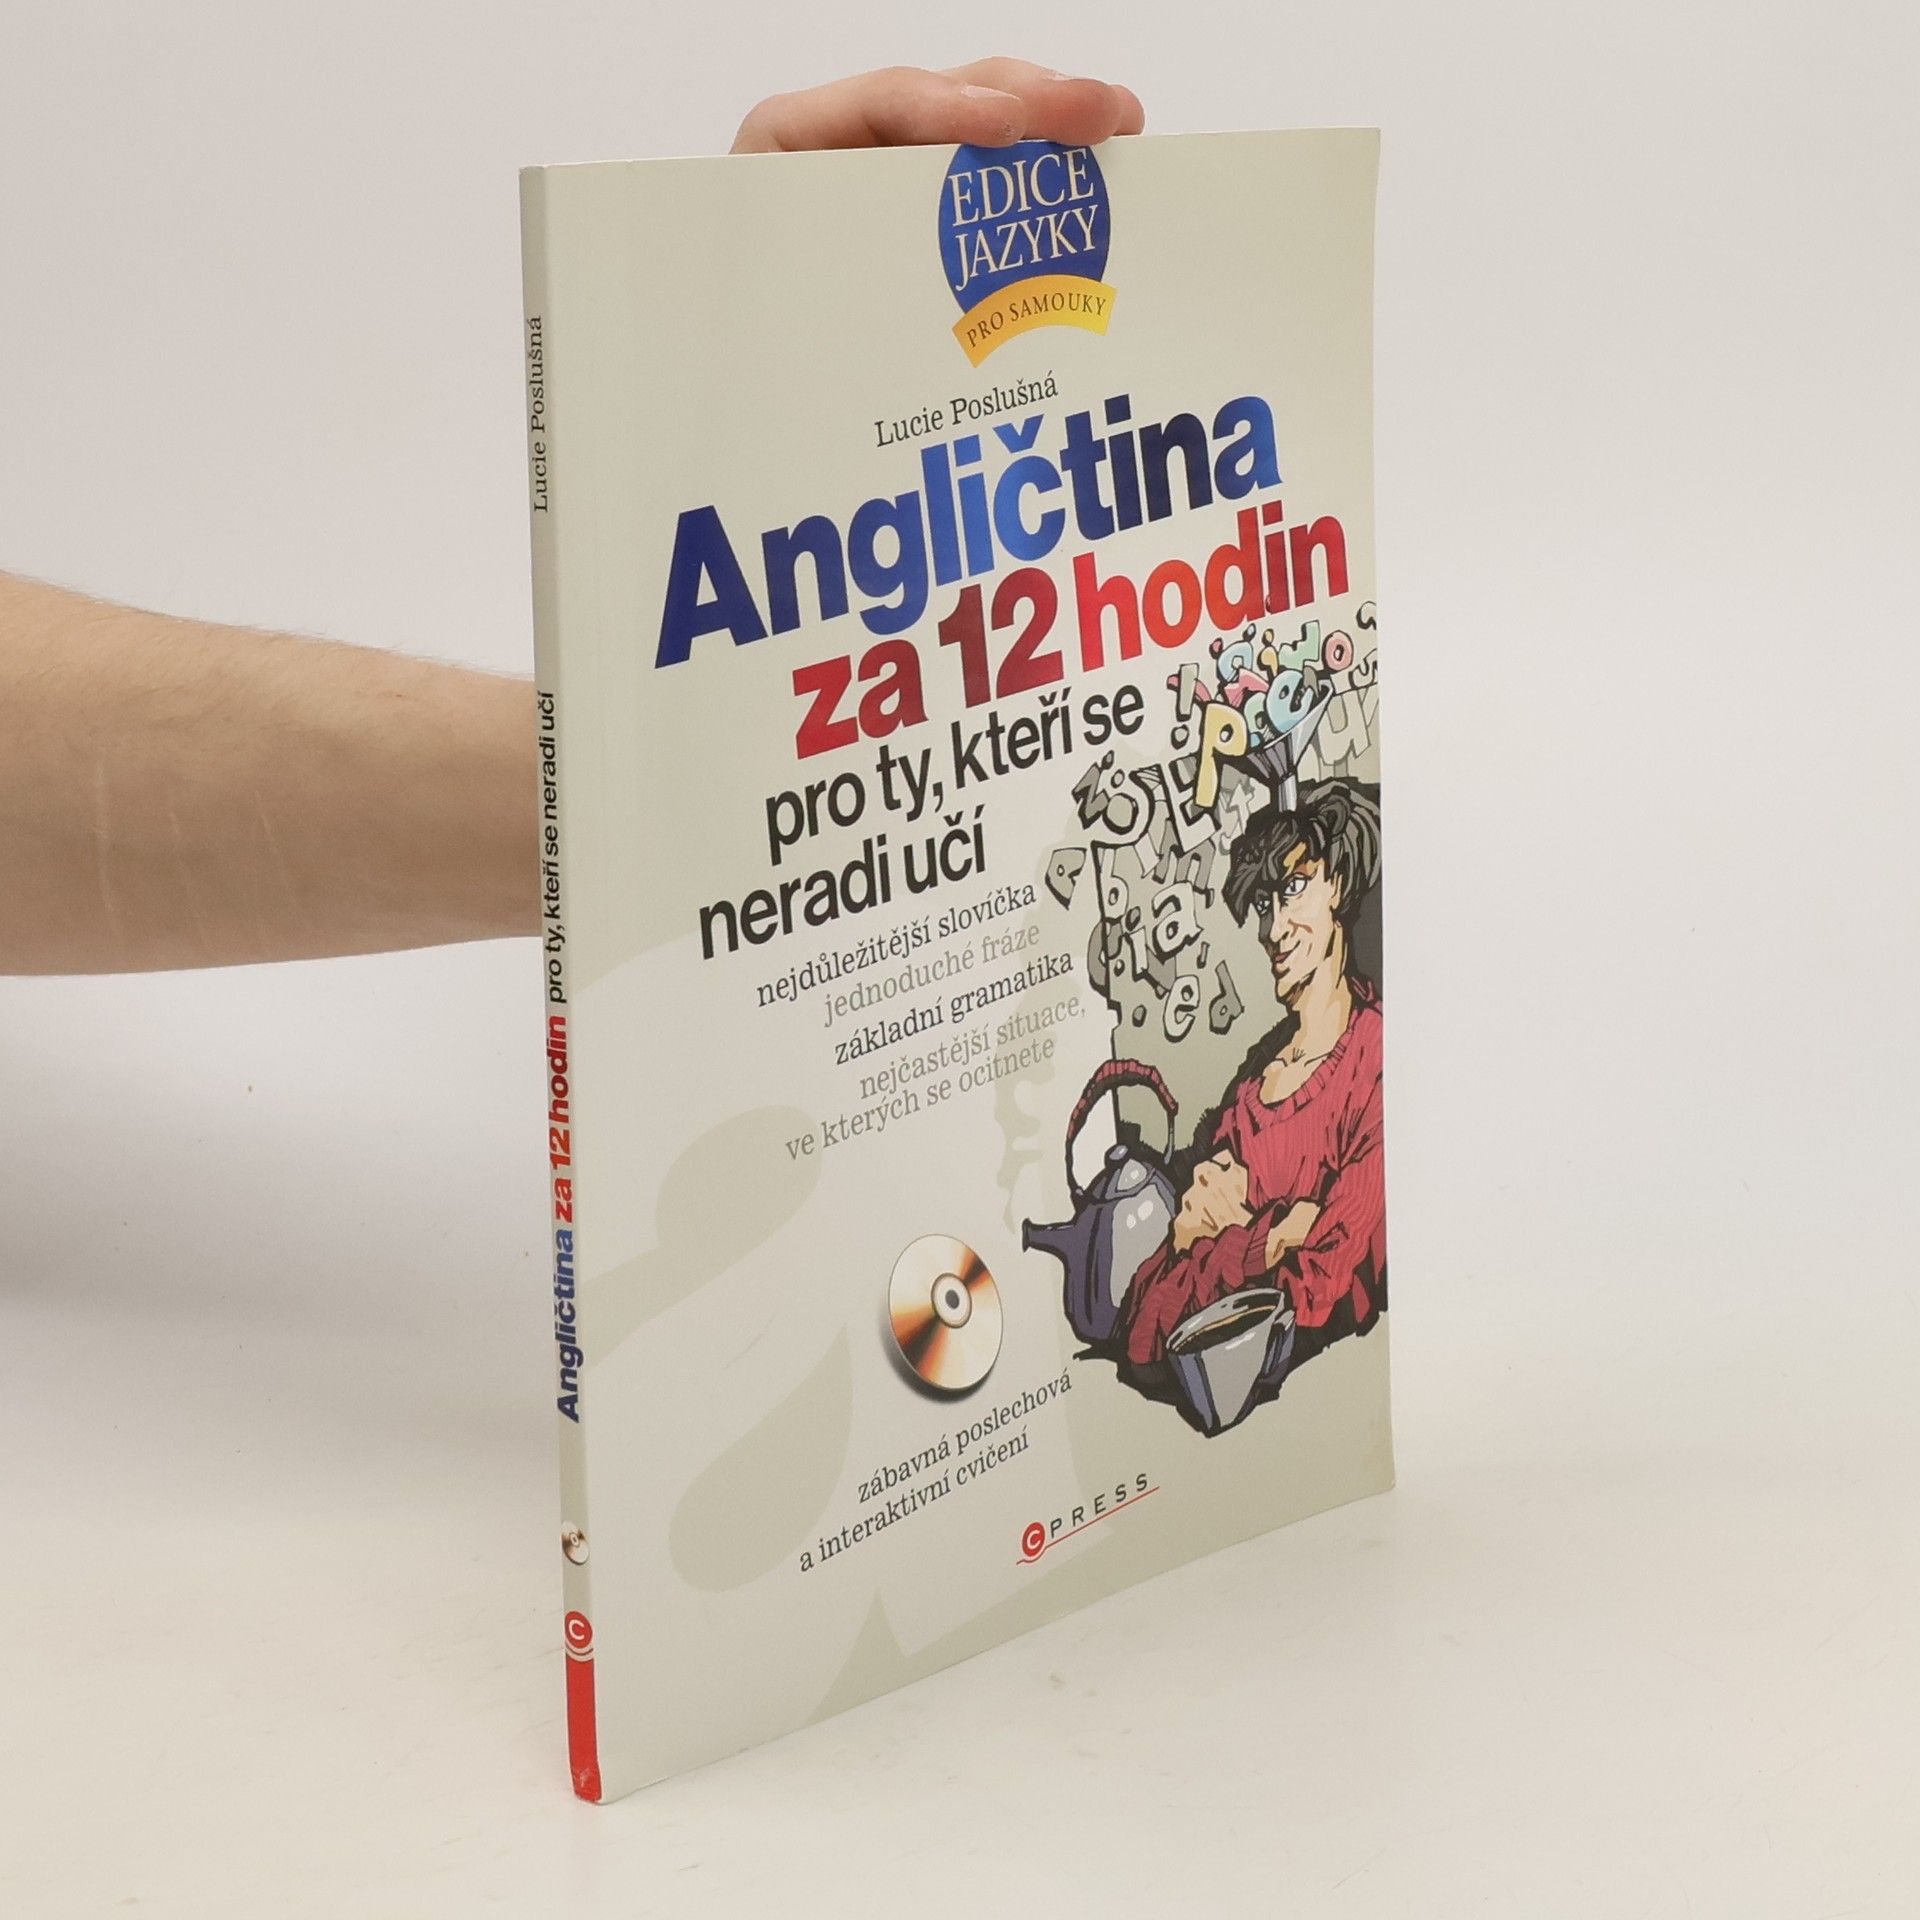 EDICE
JAZYKY
PRO SAMOUKY
Lucie Poslušná
Angličtina
za 12 hodin
pro ty, kteří se
neradi učí
nejdůležitější slovíčka
jednoduché fráze
základní gramatika
nejčastější situace,
ve kterých se ocitnete
zábavná poslechová
a interaktivní cvičení
CPRESS
Lucie Poslušná
Angličtina za 12 hodin pro ty, kteří se neradi učí
C